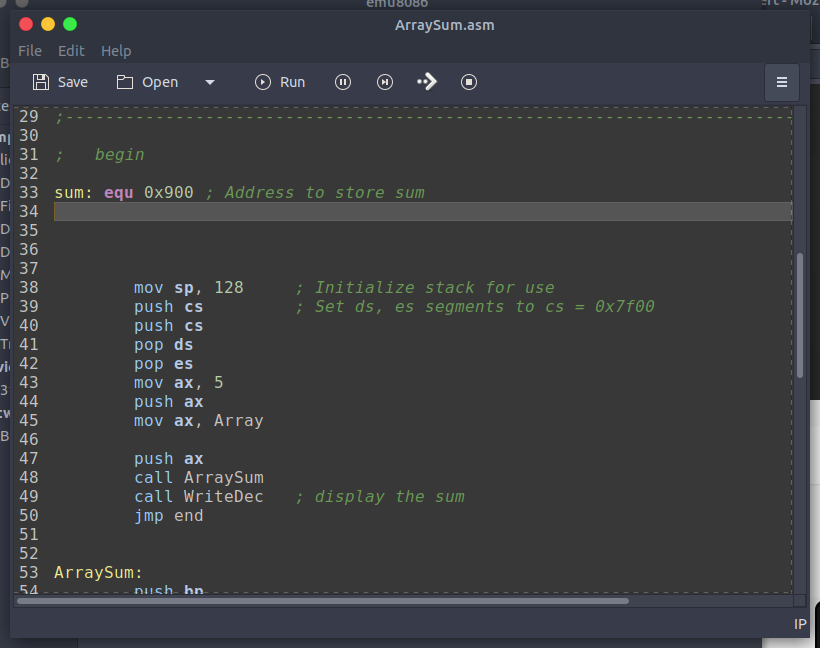 emu8086
ArraySum.asm
File Edit Help
Save Open Run
29 ;-------------------------------------------------------------------------
30
31 ;   begin
32
33 sum: equ 0x900 ; Address to store sum
34
35
36
37
38         mov sp, 128     ; Initialize stack for use
39         push cs         ; Set ds, es segments to cs = 0x7f00
40         push cs
41         pop ds
42         pop es
43         mov ax, 5
44         push ax
45         mov ax, Array
46
47         push ax
48         call ArraySum
49         call WriteDec   ; display the sum
50         jmp end
51
52
53 ArraySum:
54         push bp
IP